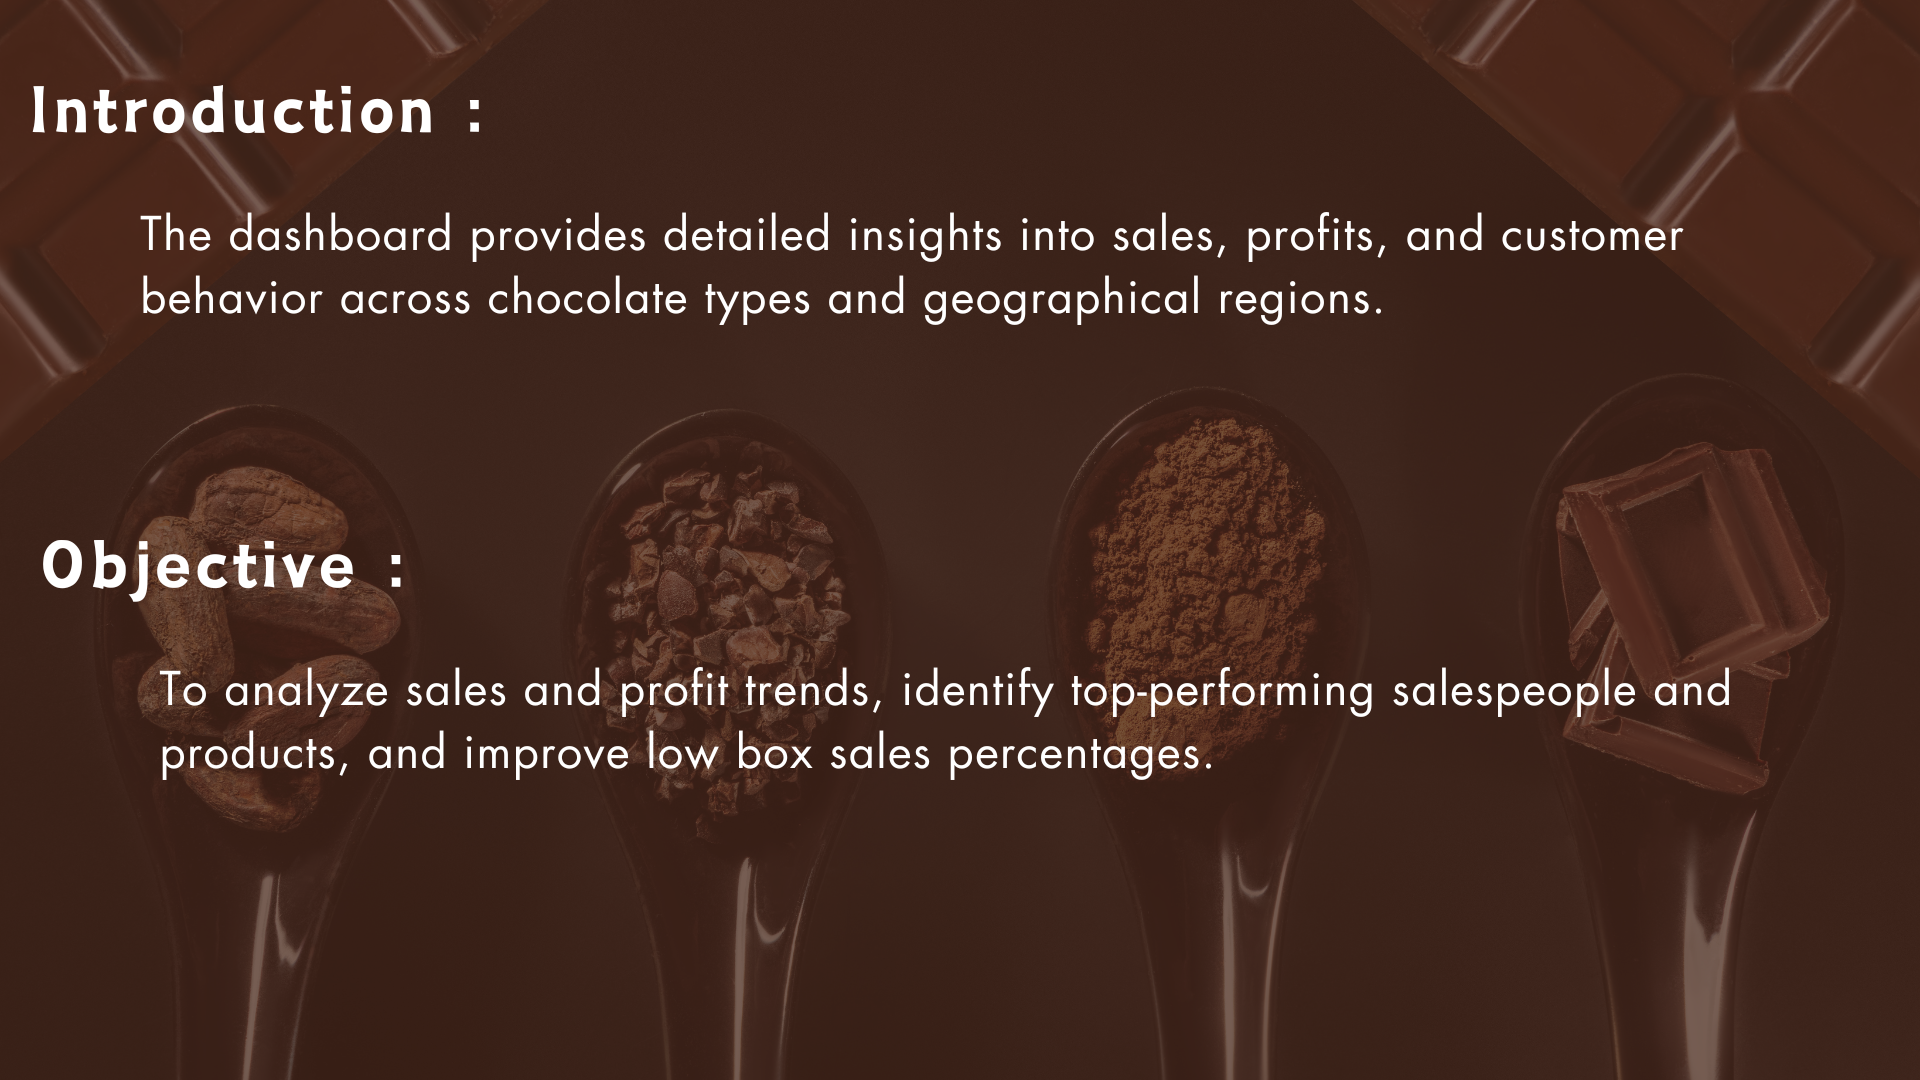 Introduction :
The dashboard provides detailed insights into sales, profits, and customer
behavior across chocolate types and geographical regions.
Objective :
To analyze sales and profit trends, identify top-performing salespeople and
products, and improve low box sales percentages.